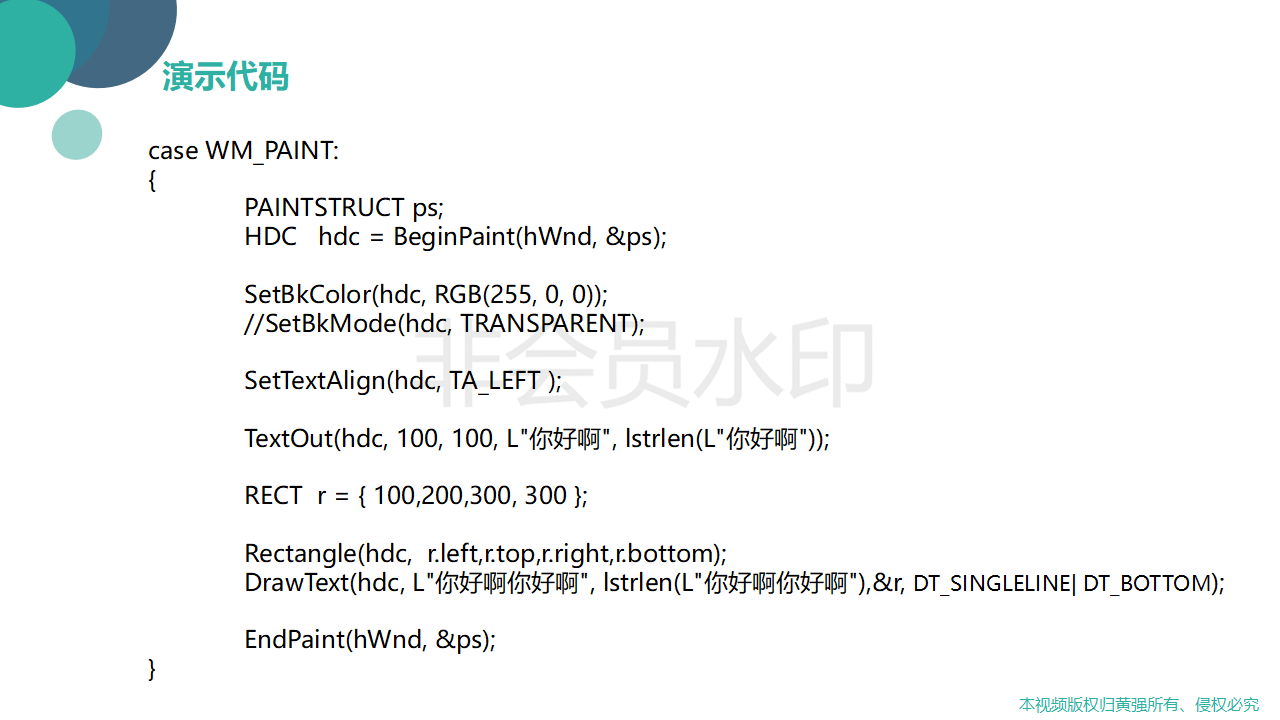 演示代码
case WM_PAINT:
{
PAINTSTRUCT ps;
HDC   hdc = BeginPaint(hWnd, &ps);
SetBkColor(hdc, RGB(255, 0, 0));
//SetBkMode(hdc, TRANSPARENT);
非会员水印
SetTextAlign(hdc, TA_LEFT );
TextOut(hdc, 100, 100, L"你好啊", lstrlen(L"你好啊"));
RECT  r = { 100,200,300, 300 };
Rectangle(hdc,  r.left,r.top,r.right,r.bottom);
DrawText(hdc, L"你好啊你好啊", lstrlen(L"你好啊你好啊"),&r, DT_SINGLELINE| DT_BOTTOM);
EndPaint(hWnd, &ps);
}
本视频版权归黄强所有、侵权必究